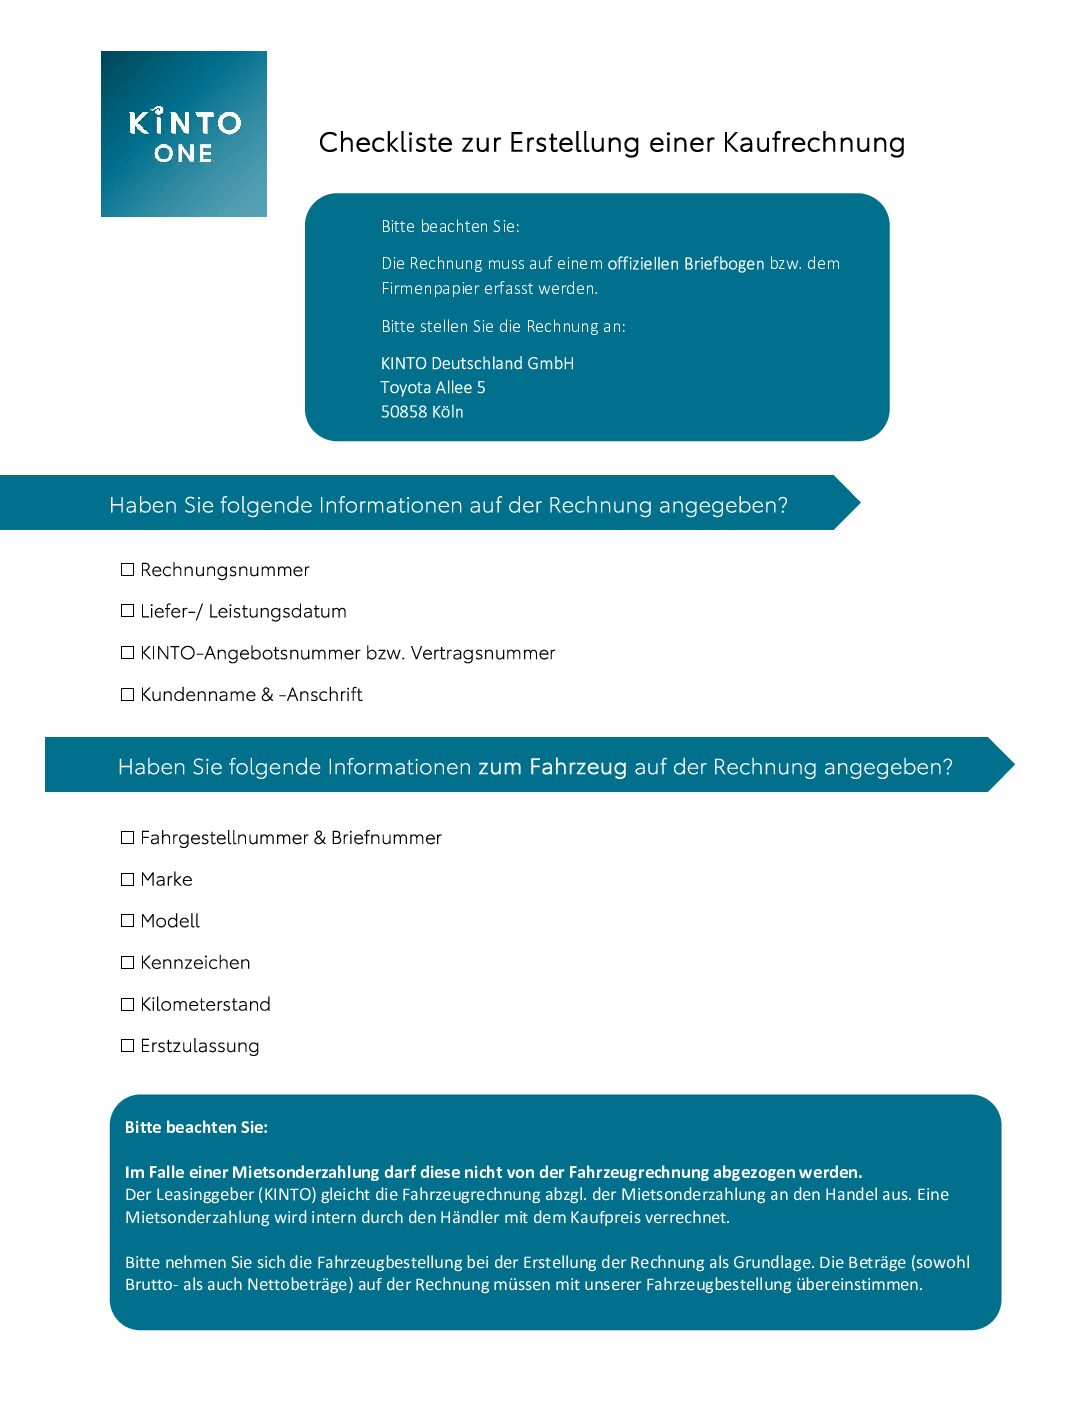 KINTO
ONE
Checkliste zur Erstellung einer Kaufrechnung
Bitte beachten Sie:
Die Rechnung muss auf einem offiziellen Briefbogen bzw. dem
Firmenpapier erfasst werden.
Bitte stellen Sie die Rechnung an:
KINTO Deutschland GmbH
Toyota Allee 5
50858 Köln
Haben Sie folgende Informationen auf der Rechnung angegeben?
☐ Rechnungsnummer
☐ Liefer-/ Leistungsdatum
☐ KINTO-Angebotsnummer bzw. Vertragsnummer
☐ Kundenname & -Anschrift
Haben Sie folgende Informationen zum Fahrzeug auf der Rechnung angegeben?
☐ Fahrgestellnummer & Briefnummer
☐ Marke
☐ Modell
☐ Kennzeichen
☐ Kilometerstand
☐ Erstzulassung
Bitte beachten Sie:
Im Falle einer Mietsonderzahlung darf diese nicht von der Fahrzeugrechnung abgezogen werden.
Der Leasinggeber (KINTO) gleicht die Fahrzeugrechnung abzgl. der Mietsonderzahlung an den Handel aus. Eine
Mietsonderzahlung wird intern durch den Händler mit dem Kaufpreis verrechnet.
Bitte nehmen Sie sich die Fahrzeugbestellung bei der Erstellung der Rechnung als Grundlage. Die Beträge (sowohl
Brutto- als auch Nettobeträge) auf der Rechnung müssen mit unserer Fahrzeugbestellung übereinstimmen.